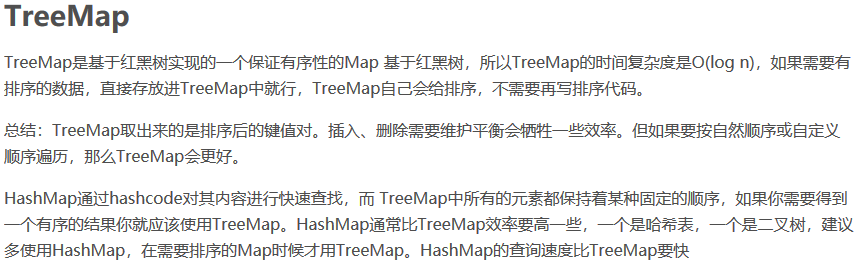 TreeMap
TreeMap是基于红黑树实现的一个保证有序性的Map 基于红黑树，所以TreeMap的时间复杂度是O(log n)，如果需要有
排序的数据，直接存放进TreeMap中就行，TreeMap自己会给排序，不需要再写排序代码。
总结：TreeMap取出来的是排序后的键值对。插入、删除需要维护平衡会牺牲一些效率。但如果要按自然顺序或自定义
顺序遍历，那么TreeMap会更好。
HashMap通过hashcode对其内容进行快速查找，而 TreeMap中所有的元素都保持着某种固定的顺序，如果你需要得到
一个有序的结果你就应该使用TreeMap。HashMap通常比TreeMap效率要高一些，一个是哈希表，一个是二叉树，建议
多使用HashMap，在需要排序的Map时候才用TreeMap。HashMap的查询速度比TreeMap要快